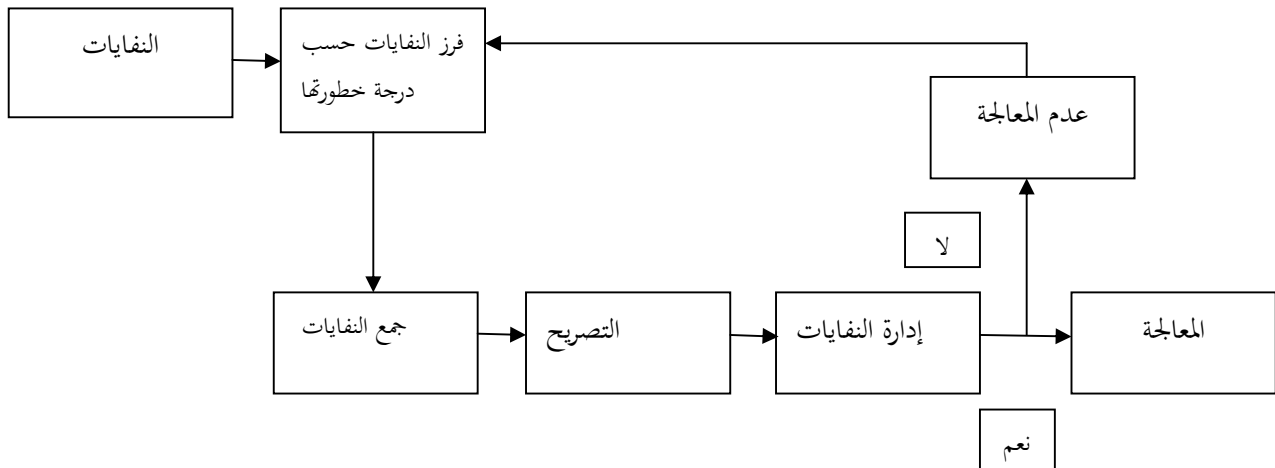 النفايات
فرز النفايات حسب
درجة خطورتها
عدم المعالجة
لا
جمع النفايات
التصريح
إدارة النفايات
المعالجة
نعم